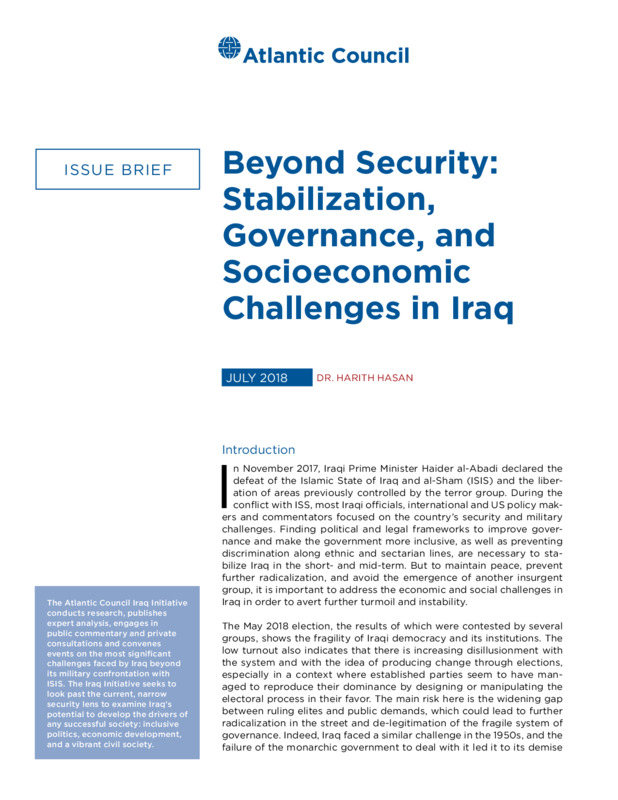 Atlantic Council
ISSUE BRIEF
Beyond Security:
Stabilization,
Governance, and
Socioeconomic
Challenges in Iraq
JULY 2018 DR. HARITH HASAN
Introduction
In November 2017, Iraqi Prime Minister Haider al-Abadi declared the
defeat of the Islamic State of Iraq and al-Sham (ISIS) and the liber-
ation of areas previously controlled by the terror group. During the
conflict with ISS, most Iraqi officials, international and US policy mak-
ers and commentators focused on the country's security and military
challenges. Finding political and legal frameworks to improve gover-
nance and make the government more inclusive, as well as preventing
discrimination along ethnic and sectarian lines, are necessary to sta-
bilize Iraq in the short- and mid-term. But to maintain peace, prevent
further radicalization, and avoid the emergence of another insurgent
group, it is important to address the economic and social challenges in
Iraq in order to avert further turmoil and instability.
The May 2018 election, the results of which were contested by several
groups, shows the fragility of Iraqi democracy and its institutions. The
low turnout also indicates that there is increasing disillusionment with
the system and with the idea of producing change through elections,
especially in a context where established parties seem to have man-
aged to reproduce their dominance by designing or manipulating the
electoral process in their favor. The main risk here is the widening gap
between ruling elites and public demands, which could lead to further
radicalization in the street and de-legitimation of the fragile system of
governance. Indeed, Iraq faced a similar challenge in the 1950s, and the
failure of the monarchic government to deal with it led it to its demise
The Atlantic Council Iraq Initiative
conducts research, publishes
expert analysis, engages in
public commentary and private
consultations and convenes
events on the most significant
challenges faced by Iraq beyond
its military confrontation with
ISIS. The Iraq Initiative seeks to
look past the current, narrow
security lens to examine Iraq's
potential to develop the drivers of
any successful society: inclusive
politics, economic development,
and a vibrant civil society.